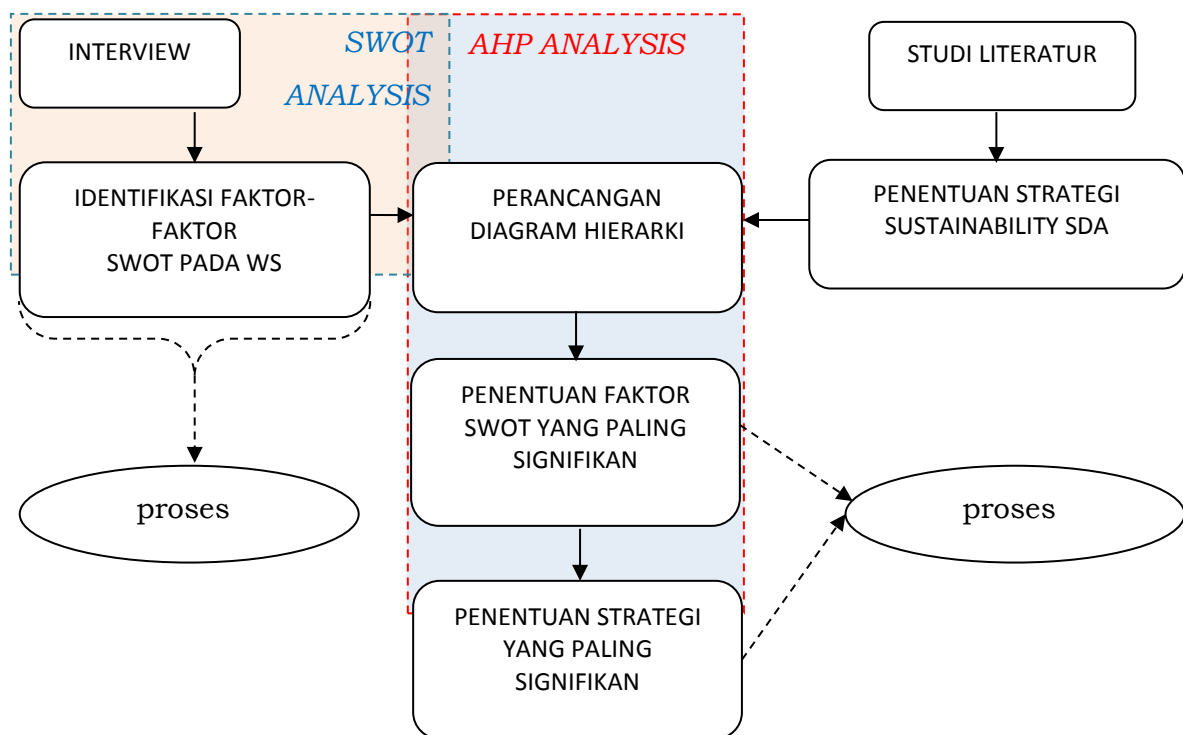 INTERVIEW
SWOT
ANALYSIS
AHP ANALYSIS
STUDI LITERATUR
IDENTIFIKASI FAKTOR-
FAKTOR
SWOT PADA WS
PERANCANGAN
DIAGRAM HIERARKI
PENENTUAN STRATEGI
SUSTAINABILITY SDA
PENENTUAN FAKTOR
SWOT YANG PALING
SIGNIFIKAN
proses
proses
PENENTUAN STRATEGI
YANG PALING
SIGNIFIKAN